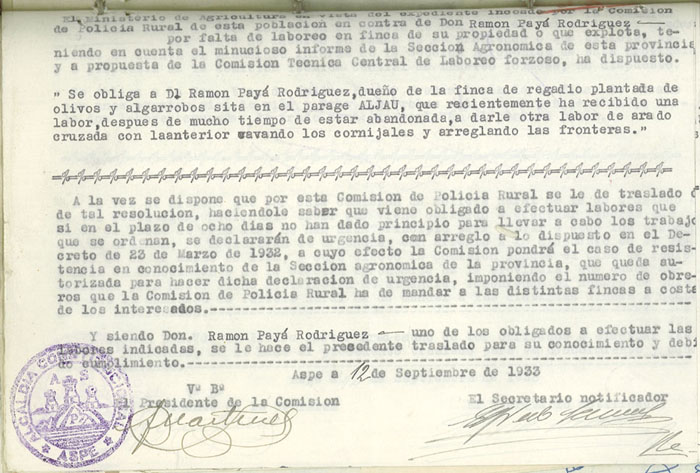 El Ministerio de Agricultura en vista del expediente incoado por la Comision
de Policia Rural de esta población en contra de Don Ramon Payá Rodriguez —
por falta de laboreo en finca de su propiedad o que explota, te-
niendo en cuenta el minucioso informe de la Seccion Agronomica de esta provincia
y a propuesta de la Comision Tecnica Central de Laboreo forzoso, ha dispuesto.
" Se obliga a Dl Ramon Payá Rodriguez, dueño de la finca de regadio plantada de
olivos y algarrobos sita en el parage ALJAU, que recientemente ha recibido una
labor,despues de mucho tiempo de estar abandonada,a darle otra labor de arado
cruzada con laanterior cavando los cornijales y arreglando las fronteras."
A la vez se dispone que por esta Comision de Policia Rural se le de traslado
de tal resolucion, haciendole saber que viene obligado a efectuar labores que
si en el plazo de ocho dias no han dado principio para llevar a cabo los trabajo
que se ordenan, se declararán de urgencia, con arreglo a lo dispuesto en el De-
creto de 23 de Marzo de 1932, a cuyo efecto la Comision pondrá el caso de resis-
tencia en conocimiento de la Seccion agronomica de la provincia, que queda au-
torizada para hacer dicha declaracion de urgencia, imponiendo el numero de obre-
ros que la Comision de Policia Rural ha de mandar a las distintas fincas a costa
de los interesados.
Y siendo Don. Ramon Payá Rodriguez — uno de los obligados a efectuar las
labores indicadas, se le hace el precedente traslado para su conocimiento y debi
do cumplimiento.
Aspe a 12 de Septiembre de 1933
Vº Bº
Presidente de la Comision
El Secretario notificador
ALCALDIA CONSTITUCIONAL
ASPE